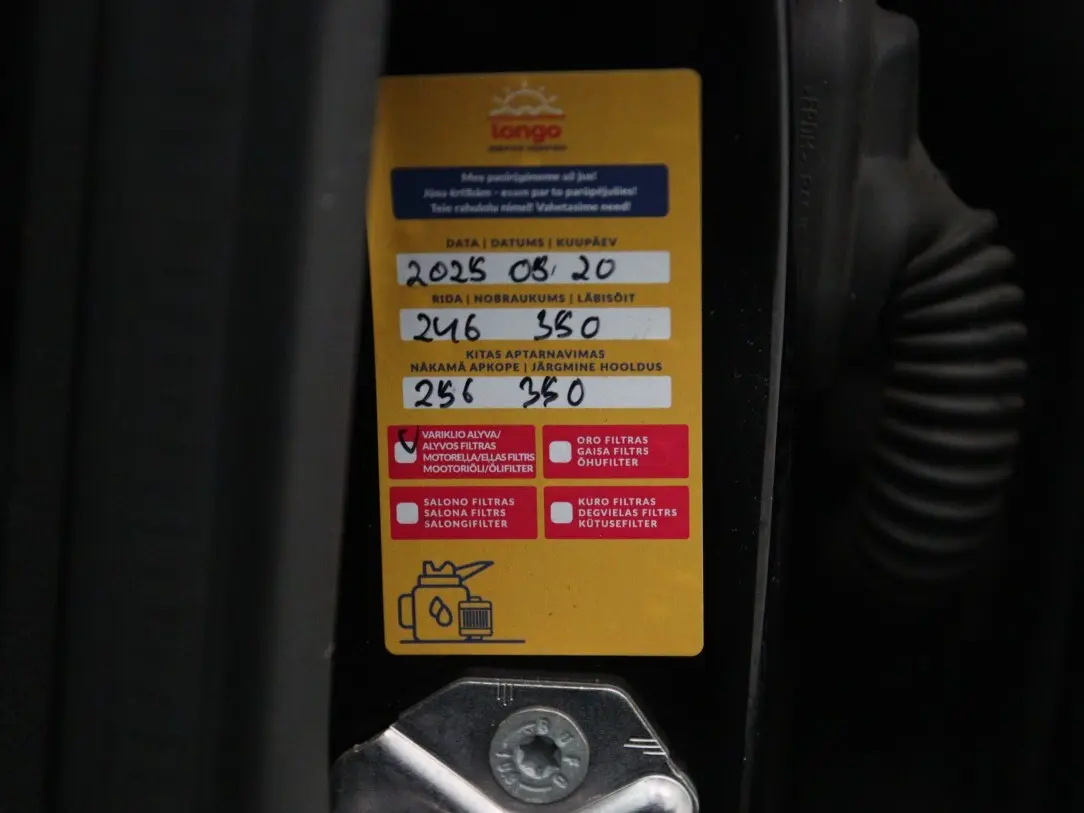 longo
Mes pasirūpinome už jus!
Jūsu ērtībām - esam par to parūpējušies!
Teie rahulolu nimel! Vahetasime need!
DATA | DATUMS | KUUPÄEV
2025 05. 20
RIDA | NOBRAUKUMS | LÄBISÕIT
246 350
KITAS APTARNAVIMAS
NĀKAMĀ APKOPE | JÄRGMINE HOOLDUS
256 350
VARIKLIO ALYVA/
ALYVOS FILTRAS
MOTOREĻĻA/EĻĻAS FILTRS
MOOTORIÕLI/ÕLIFILTER
ORO FILTRAS
GAISA FILTRS
ÕHUFILTER
SALONO FILTRAS
SALONA FILTRS
SALONGIFILTER
KURO FILTRAS
DEGVIELAS FILTRS
KÜTUSEFILTER